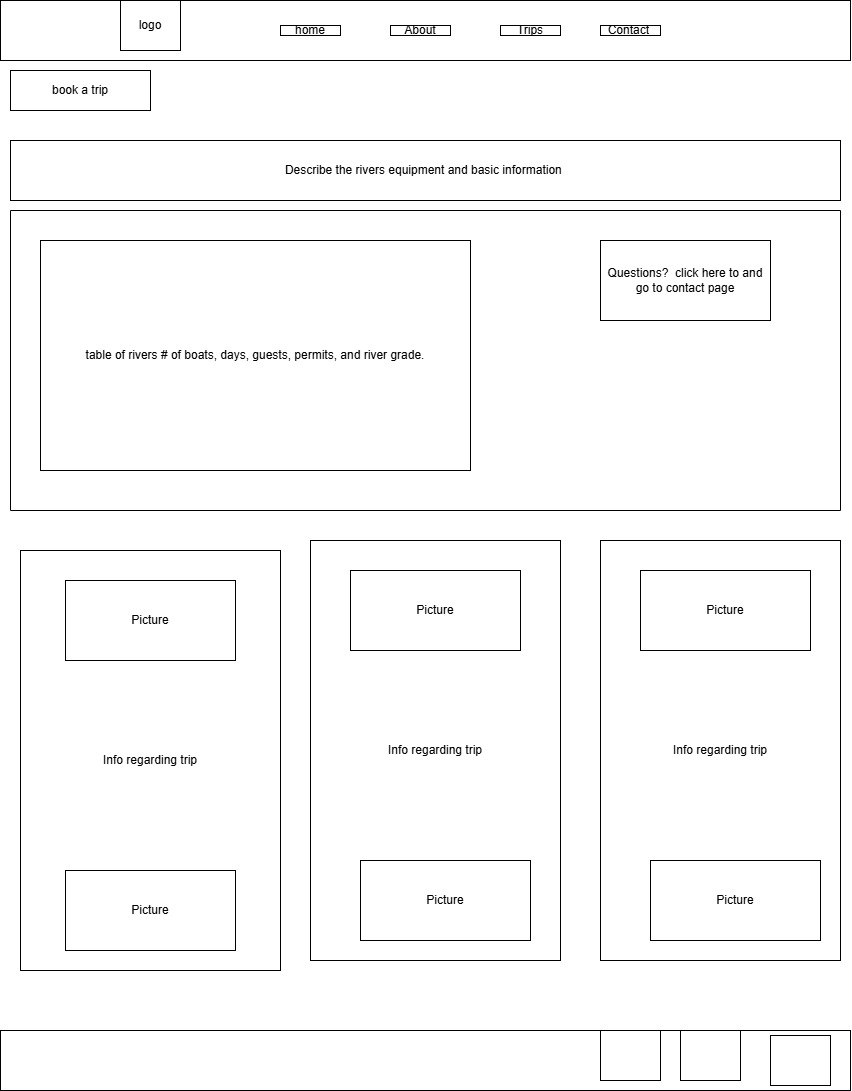 logo
home
About
Trips
Contact
book a trip
Describe the rivers equipment and basic information
table of rivers # of boats, days, guests, permits, and river grade.
Questions?  click here to and
go to contact page
Picture
Picture
Picture
Info regarding trip
Info regarding trip
Info regarding trip
Picture
Picture
Picture